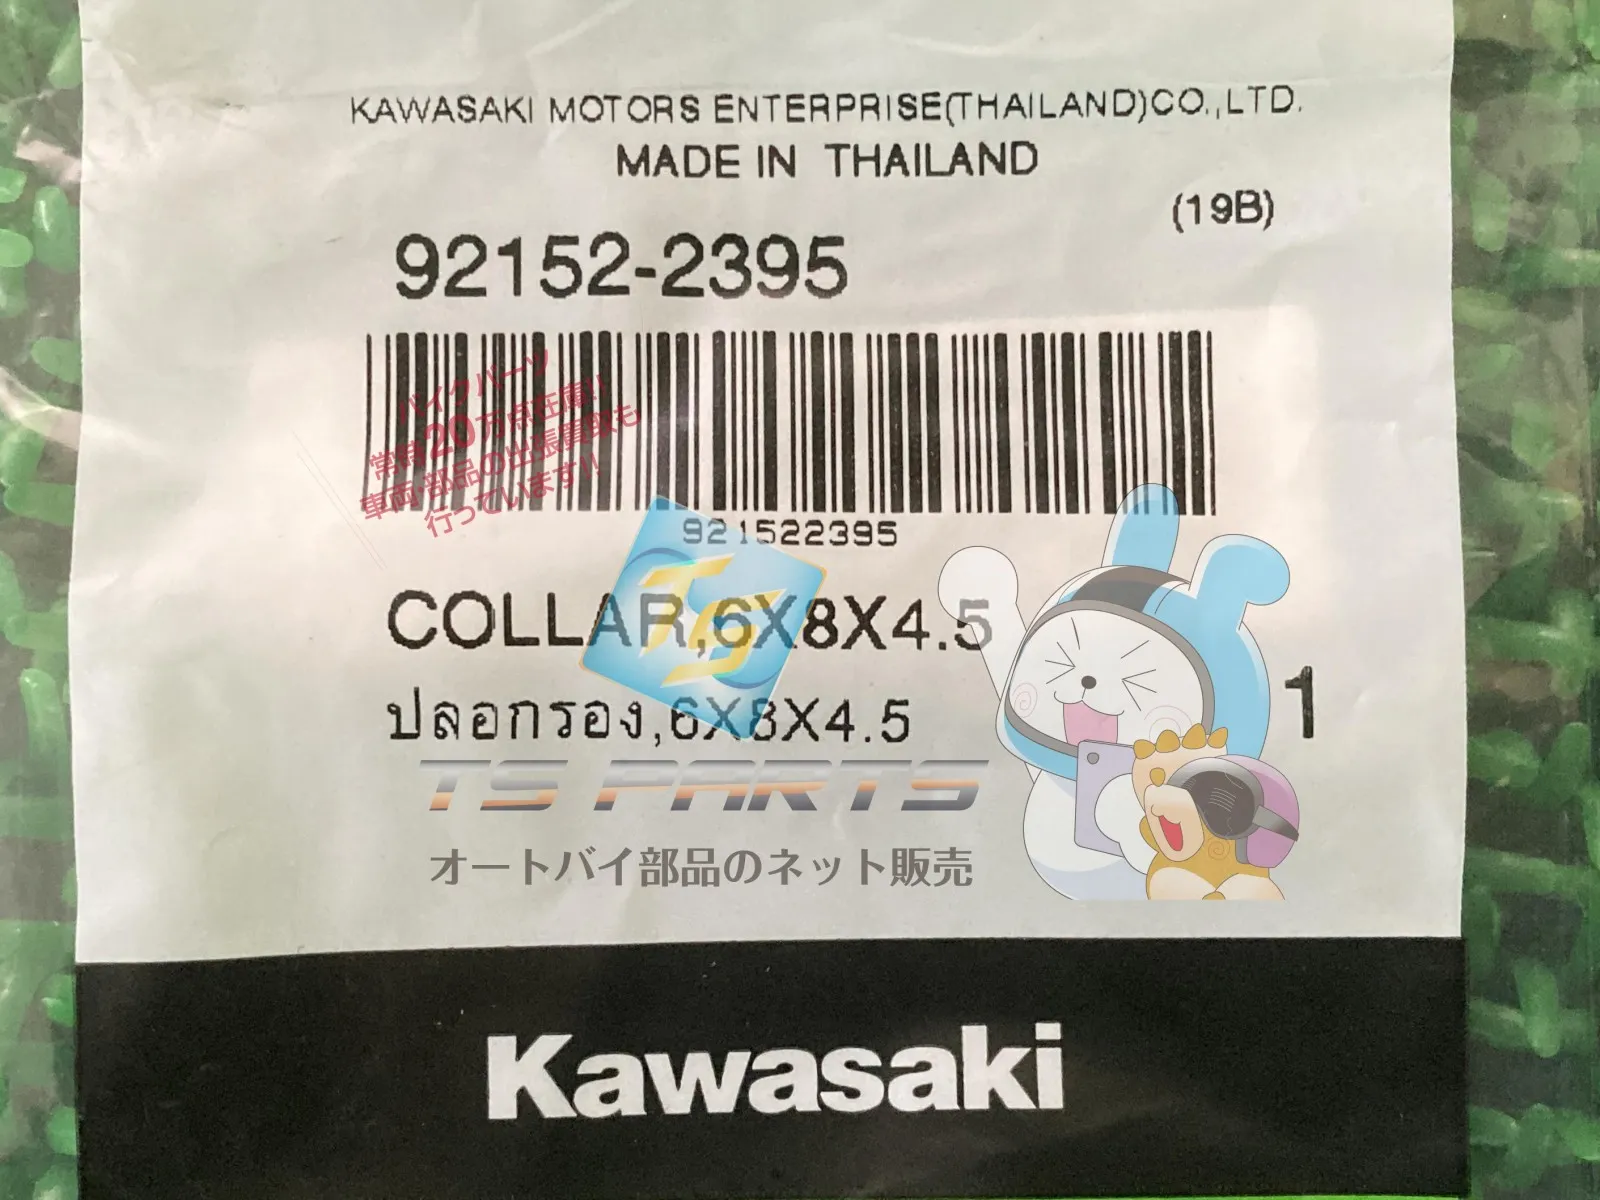 KAWASAKI MOTORS ENTERPRISE(THAILAND)CO.,LTD.
MADE IN THAILAND
(19B)
92152-2395
バイクパーツ
常時20万点在庫!!
車両・部品の出張買取も
行っています!!
921522395
COLLAR,6X8X4.5
TS
ปลอกรอง,6X8X4.5
1
TS PARTS
オートバイ部品のネット販売
Kawasaki